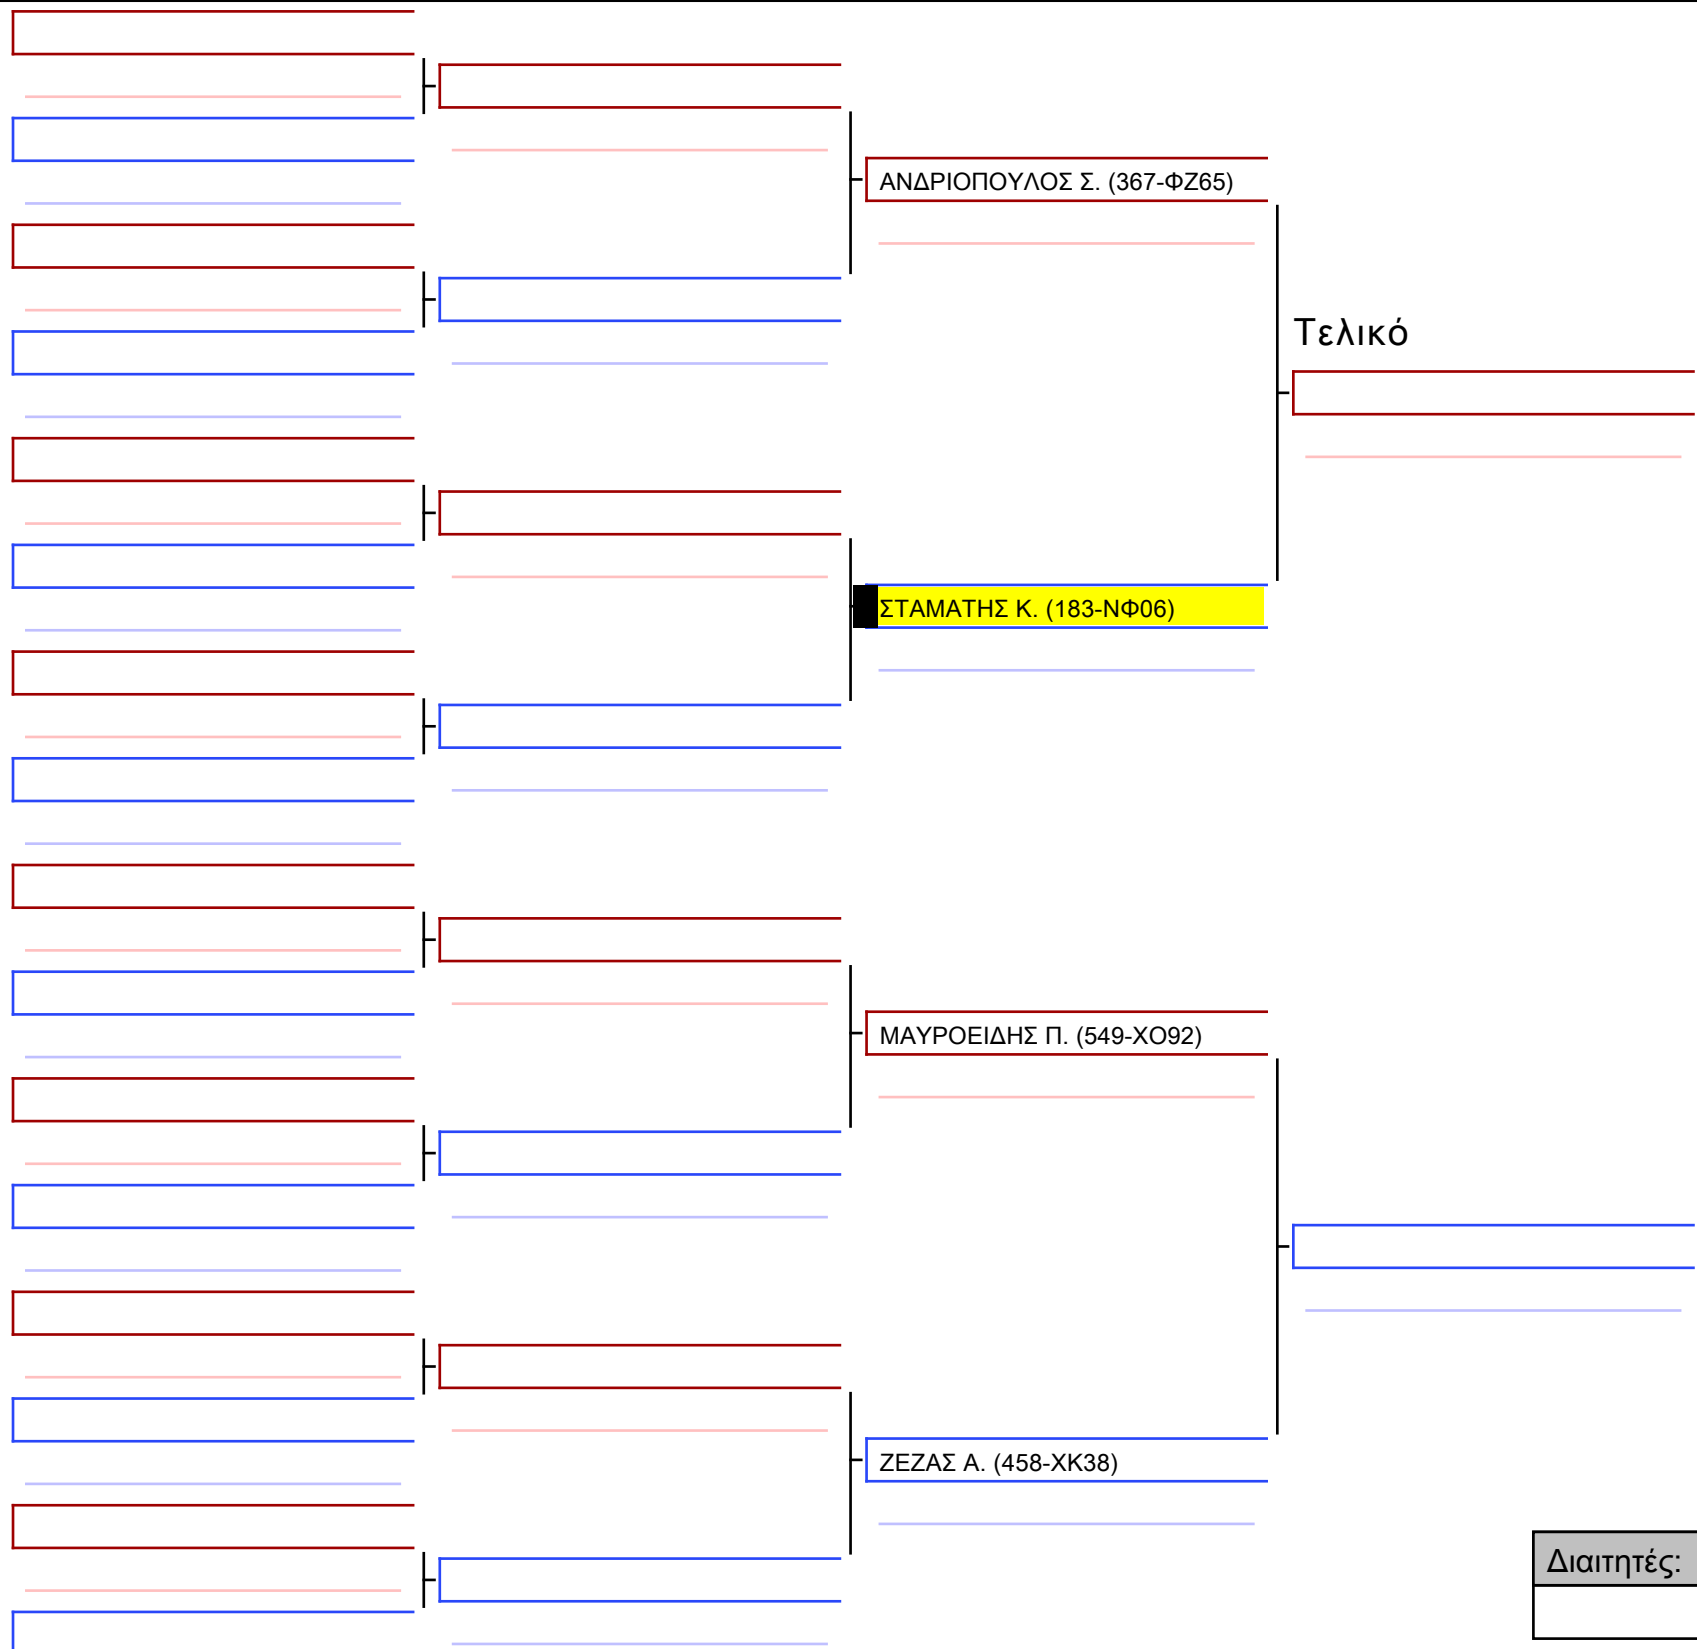 ΑΝΔΡΙΟΠΟΥΛΟΣ Σ. (367-ΦΖ65)
Τελικό
ΣΤΑΜΑΤΗΣ Κ. (183-ΝΦ06)
ΜΑΥΡΟΕΙΔΗΣ Π. (549-ΧΟ92)
ΖΕΖΑΣ Α. (458-ΧΚ38)
Διαιτητές: